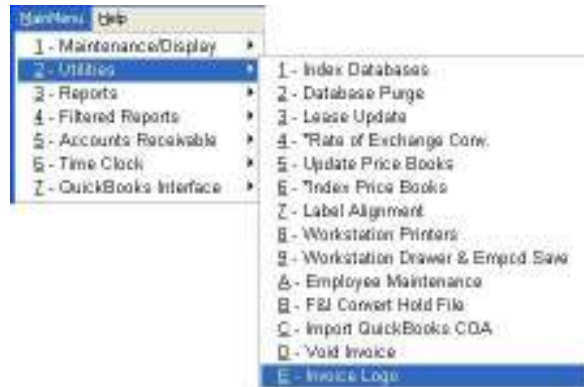 MainMenu Help
1 - Maintenance/Display
2 - Utilities
3 - Reports
4 - Filtered Reports
5 - Accounts Receivable
6 - Time Clock
7 - QuickBooks Interface
1 - Index Databases
2 - Database Purge
3 - Lease Update
4 - *Rate of Exchange Conv.
5 - Update Price Books
6 - *Index Price Books
7 - Label Alignment
8 - Workstation Printers
9 - Workstation Drawer & Empcd Save
A - Employee Maintenance
B - F&I Convert Hold File
C - Import QuickBooks COA
D - Void Invoice
E - Invoice Logo